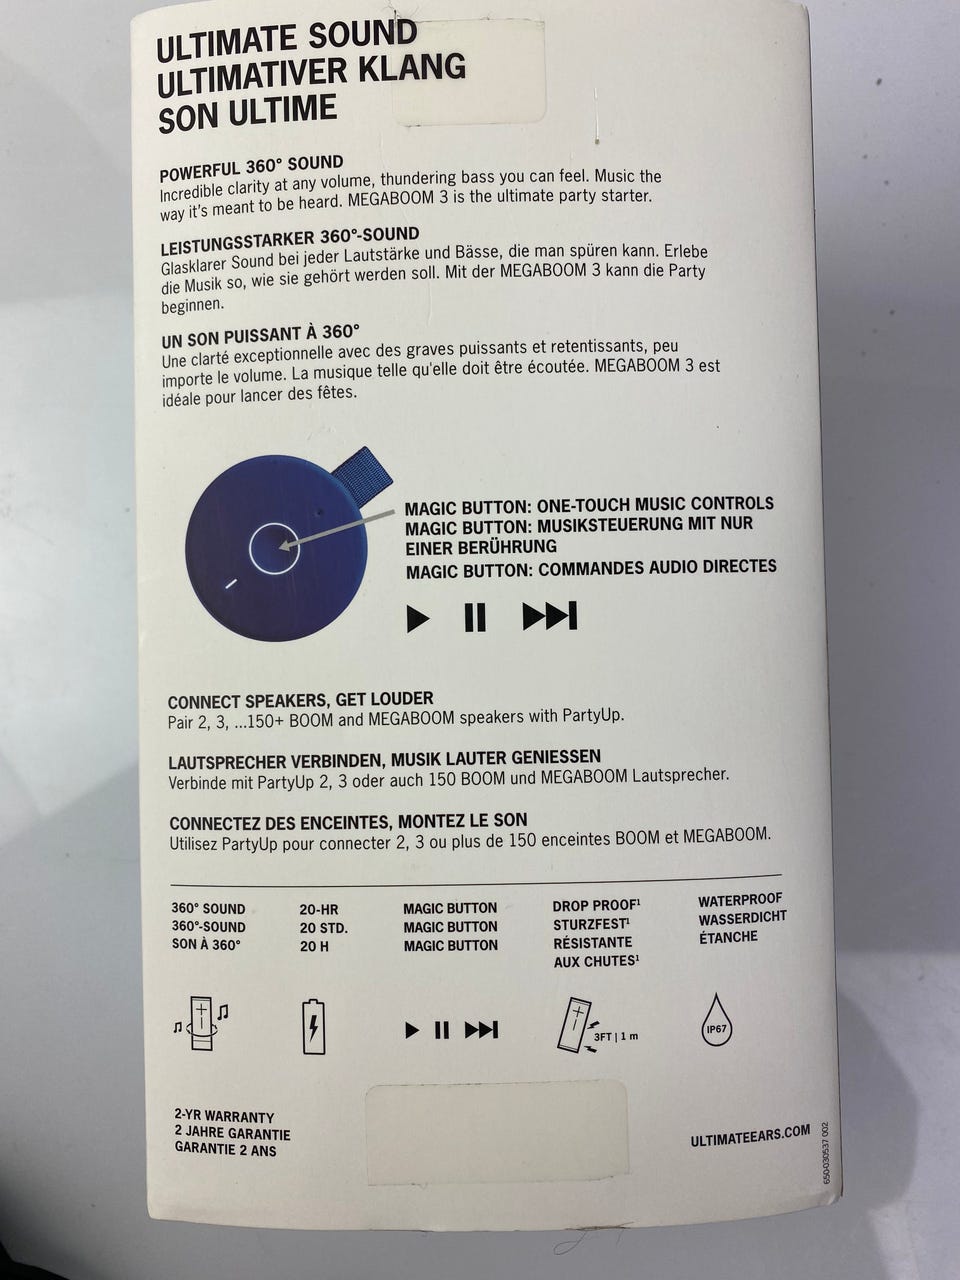 ULTIMATE SOUND
ULTIMATIVER KLANG
SON ULTIME
POWERFUL 360° SOUND
Incredible clarity at any volume, thundering bass you can feel. Music the
way it's meant to be heard. MEGABOOM 3 is the ultimate party starter.
LEISTUNGSSTARKER 360°-SOUND
Glasklarer Sound bei jeder Lautstärke und Bässe, die man spüren kann. Erlebe
die Musik so, wie sie gehört werden soll. Mit der MEGABOOM 3 kann die Party
beginnen.
UN SON PUISSANT À 360°
Une clarté exceptionnelle avec des graves puissants et retentissants, peu
importe le volume. La musique telle qu'elle doit être écoutée. MEGABOOM 3 est
idéale pour lancer des fêtes.
MAGIC BUTTON: ONE-TOUCH MUSIC CONTROLS
MAGIC BUTTON: MUSIKSTEUERUNG MIT NUR
EINER BERÜHRUNG
MAGIC BUTTON: COMMANDES AUDIO DIRECTES
CONNECT SPEAKERS, GET LOUDER
Pair 2, 3, ...150+ BOOM and MEGABOOM speakers with PartyUp.
LAUTSPRECHER VERBINDEN, MUSIK LAUTER GENIESSEN
Verbinde mit PartyUp 2, 3 oder auch 150 BOOM und MEGABOOM Lautsprecher.
CONNECTEZ DES ENCEINTES, MONTEZ LE SON
Utilisez PartyUp pour connecter 2, 3 ou plus de 150 enceintes BOOM et MEGABOOM.
360° SOUND
360°-SOUND
SON À 360°
20-HR
20 STD.
20 H
MAGIC BUTTON
MAGIC BUTTON
MAGIC BUTTON
DROP PROOF¹
STURZFEST¹
RÉSISTANTE
AUX CHUTES¹
WATERPROOF
WASSERDICHT
ÉTANCHE
3FT | 1 m
IP67
2-YR WARRANTY
2 JAHRE GARANTIE
GARANTIE 2 ANS
ULTIMATEEARS.COM
650-030537 002